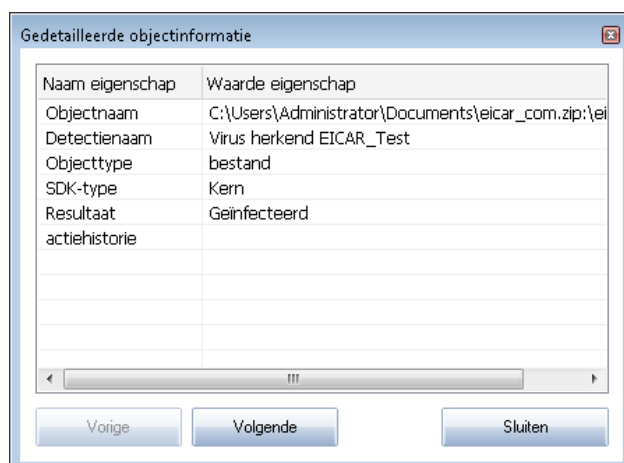 Gedetailleerde objectinformatie
Naam eigenschap Waarde eigenschap
Objectnaam C:\Users\Administrator\Documents\eicar_com.zip:\ei
Detectienaam Virus herkend EICAR_Test
Objecttype bestand
SDK-type Kern
Resultaat Geïnfecteerd
actiehistorie
Vorige Volgende Sluiten